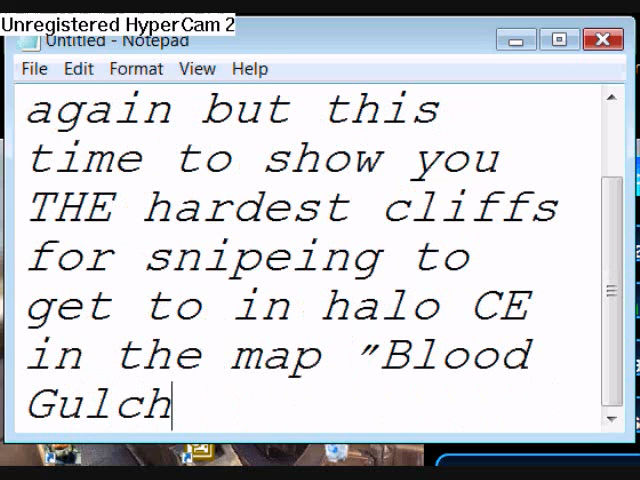 Unregistered HyperCam 2
Untitled - Notepad
File Edit Format View Help
again but this
time to show you
THE hardest cliffs
for snipeing to
get to in halo CE
in the map "Blood
Gulch